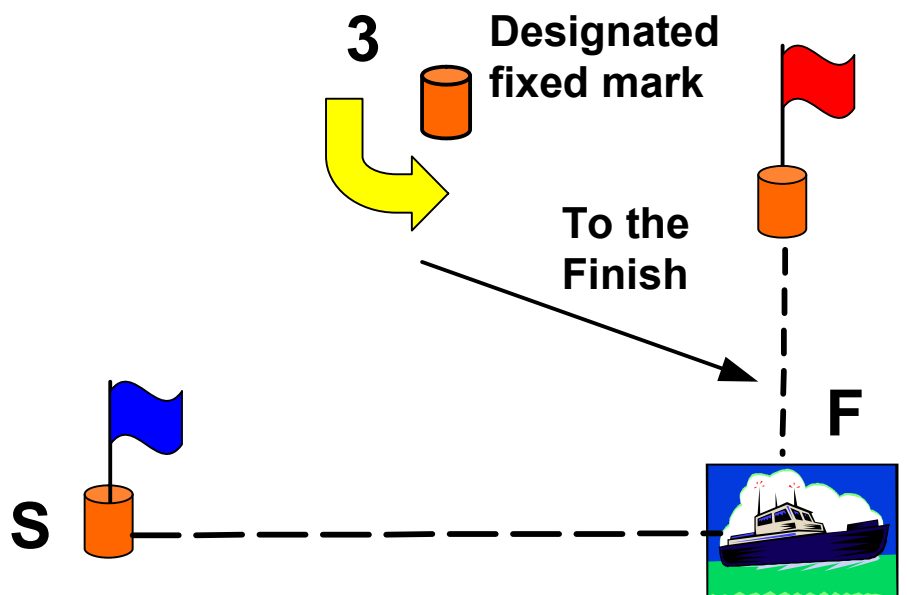 3
Designated
fixed mark
To the
Finish
F
S